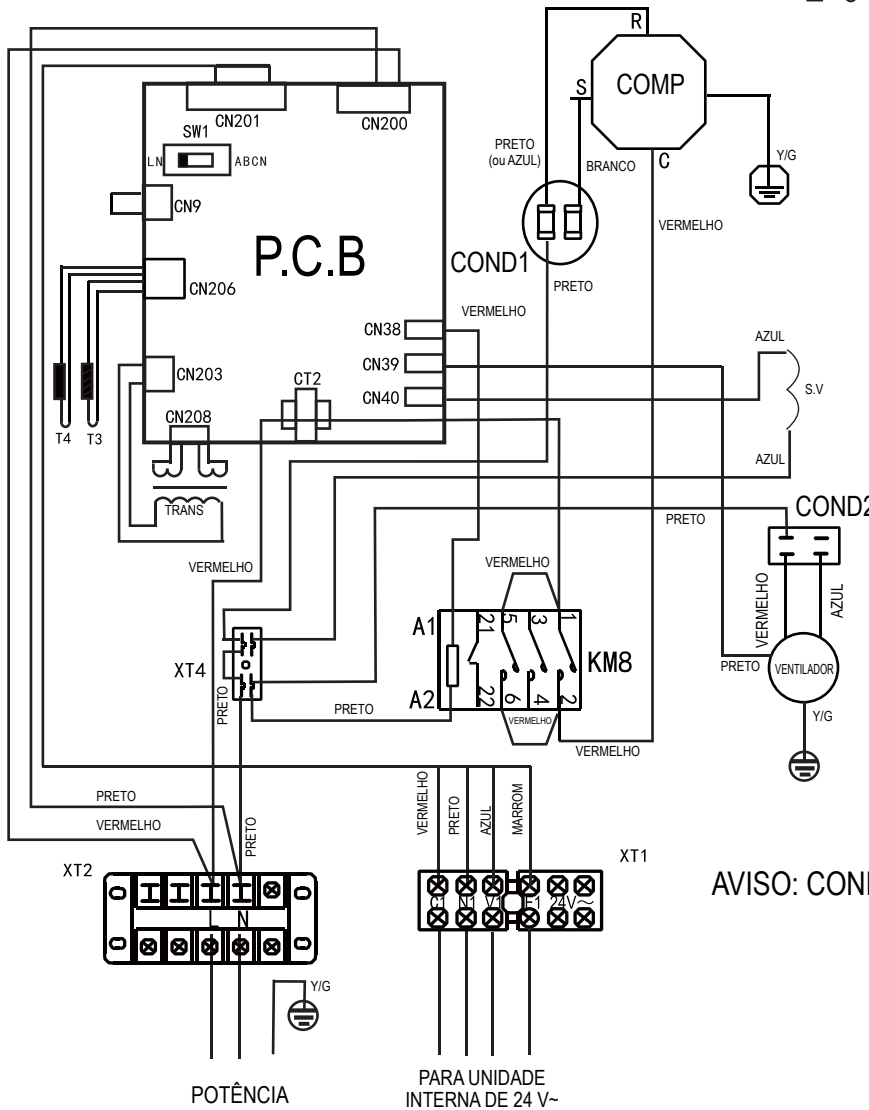 R
COMP
S
C
Y/G
CN201
CN200
SW1
LN
ABCN
PRETO
(ou AZUL)
BRANCO
VERMELHO
CN9
P.C.B
COND1
CN206
PRETO
VERMELHO
CN38
AZUL
CN39
CN203
CT2
CN40
S.V
CN208
T4
T3
AZUL
TRANS
PRETO
COND2
VERMELHO
VERMELHO
VERMELHO
AZUL
A1
21
5
3
1
KM8
XT4
PRETO
VENTILADOR
A2
22
6
4
2
PRETO
PRETO
VERMELHO
VERMELHO
Y/G
PRETO
VERMELHO
PRETO
VERMELHO
PRETO
AZUL
MARROM
XT2
XT1
L N
C1
N1
V1
F1
24V~
AVISO: COND
Y/G
POTÊNCIA
PARA UNIDADE
INTERNA DE 24 V~